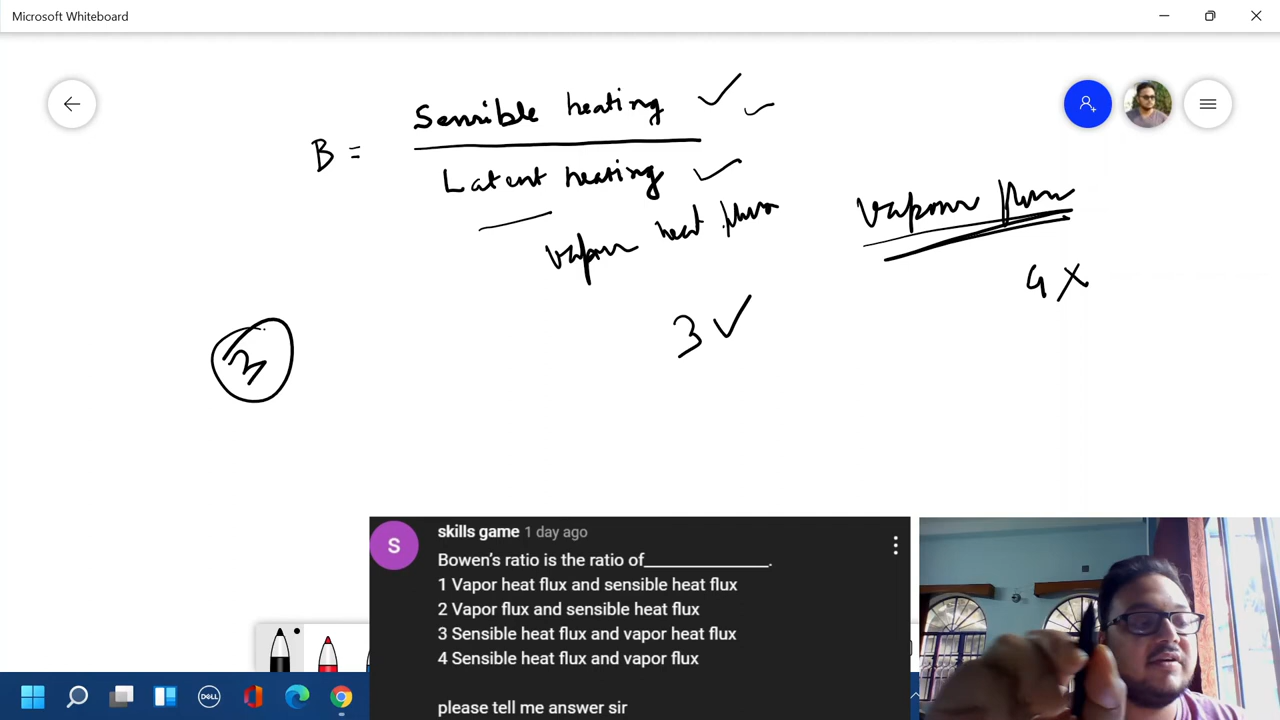 Microsoft Whiteboard
Sensible heating
B =
Latent heating
vapour heat flux
vapour flux
4 X
3
3
S
skills game 1 day ago
Bowen's ratio is the ratio of______________.
1 Vapor heat flux and sensible heat flux
2 Vapor flux and sensible heat flux
3 Sensible heat flux and vapor heat flux
4 Sensible heat flux and vapor flux
please tell me answer sir
DELL